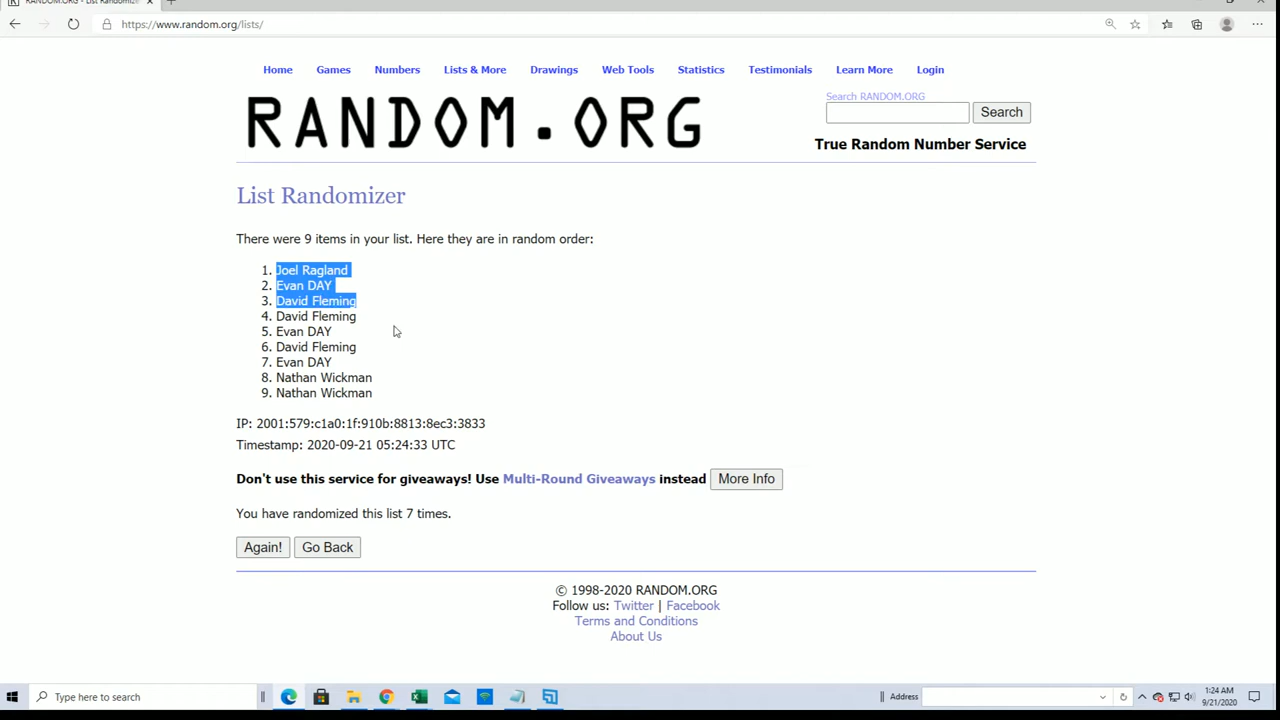 RANDOM.ORG - List Randomiz
https://www.random.org/lists/
Home Games Numbers Lists & More Drawings Web Tools Statistics Testimonials Learn More Login
RANDOM.ORG
Search RANDOM.ORG
Search
True Random Number Service
List Randomizer
There were 9 items in your list. Here they are in random order:
1. Joel Ragland
2. Evan DAY
3. David Fleming
4. David Fleming
5. Evan DAY
6. David Fleming
7. Evan DAY
8. Nathan Wickman
9. Nathan Wickman
IP: 2001:579:c1a0:1f:910b:8813:8ec3:3833
Timestamp: 2020-09-21 05:24:33 UTC
Don't use this service for giveaways! Use Multi-Round Giveaways instead More Info
You have randomized this list 7 times.
Again! Go Back
© 1998-2020 RANDOM.ORG
Follow us: Twitter | Facebook
Terms and Conditions
About Us
Type here to search
Address
1:24 AM
9/21/2020